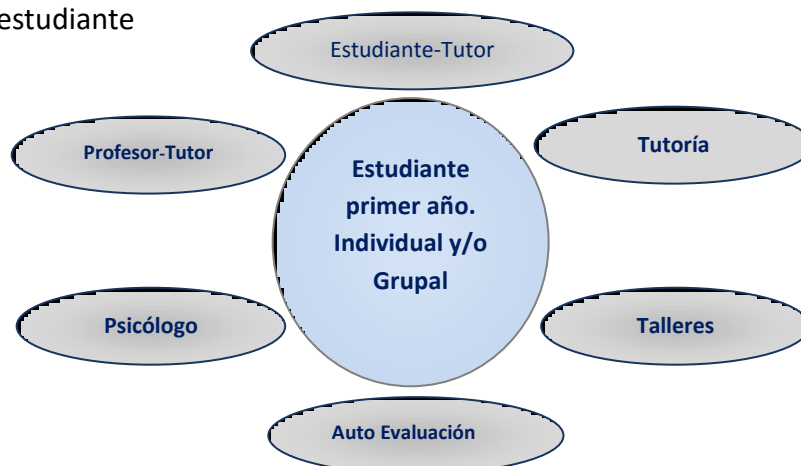 estudiante
Estudiante-Tutor
Profesor-Tutor
Tutoría
Estudiante
primer año.
Individual y/o
Grupal
Psicólogo
Talleres
Auto Evaluación